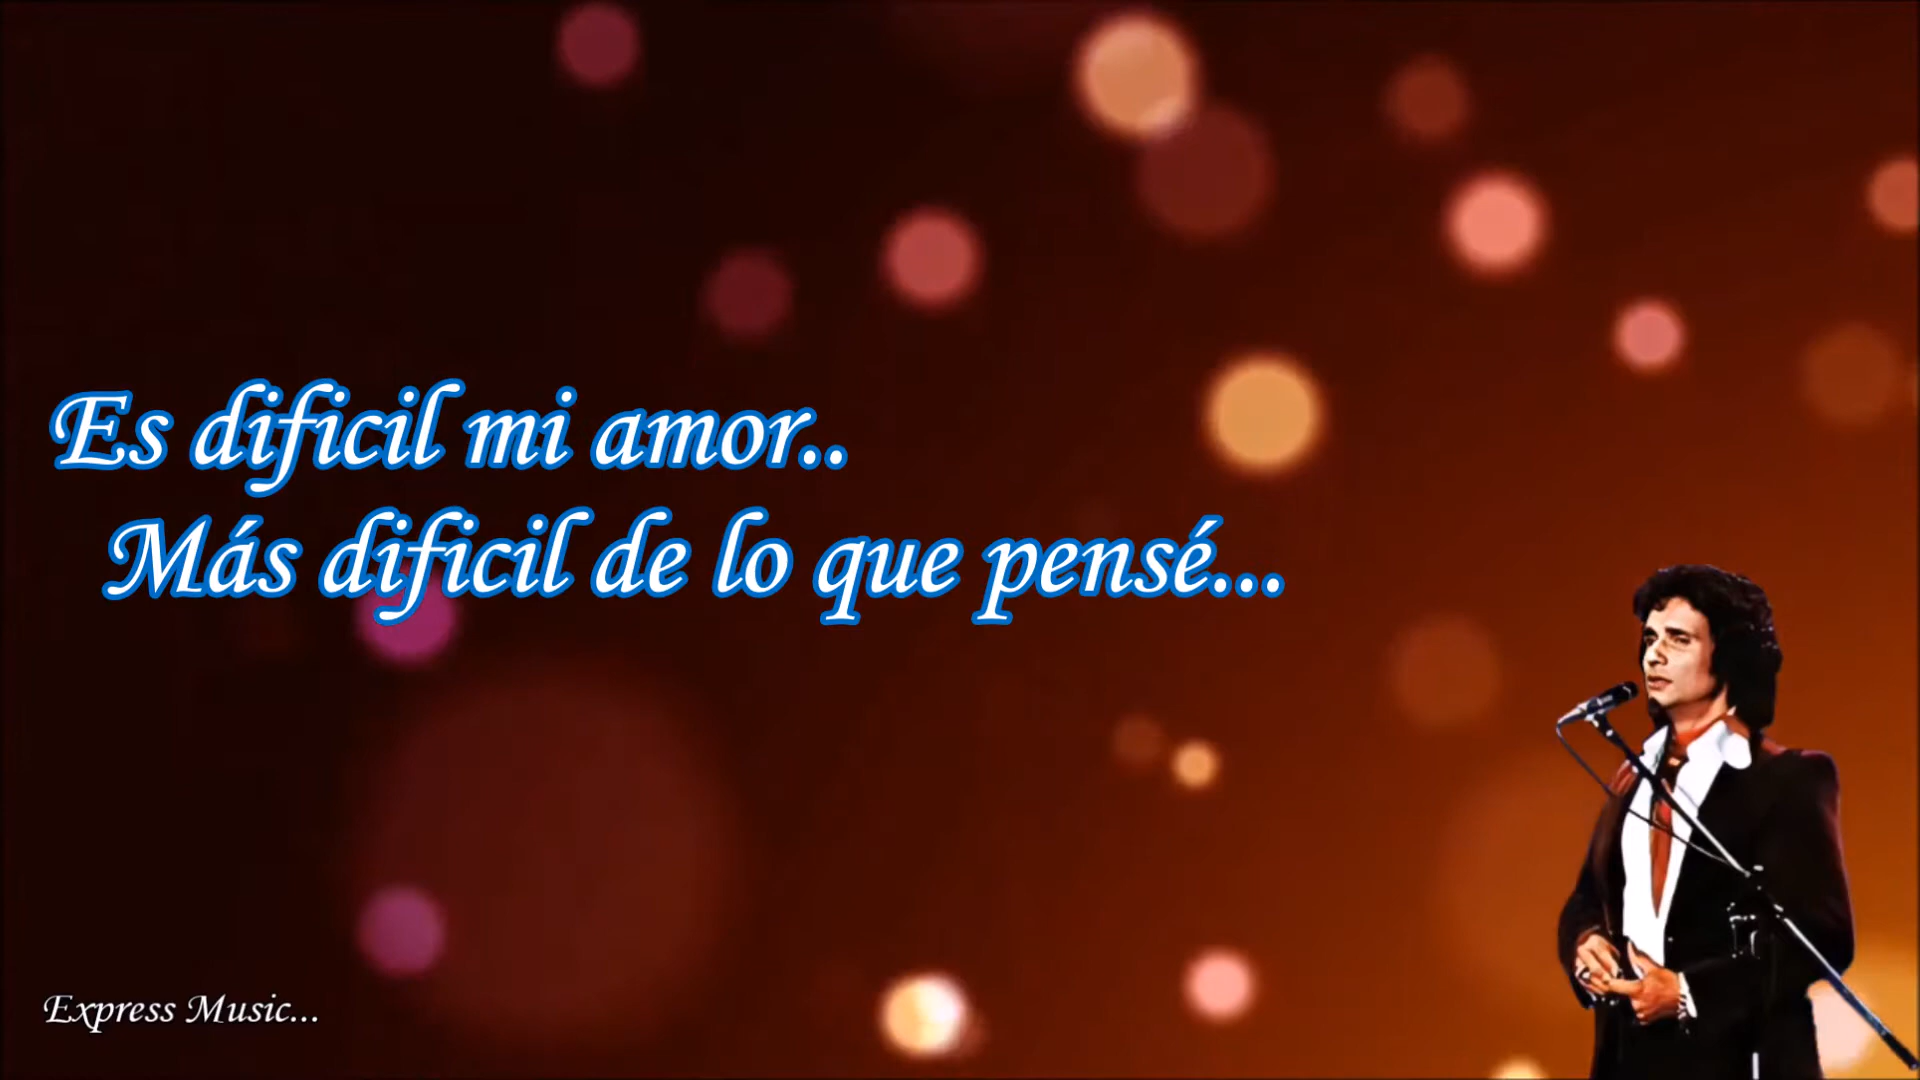 Es dificil mi amor..
Más dificil de lo que pensé...
Express Music...